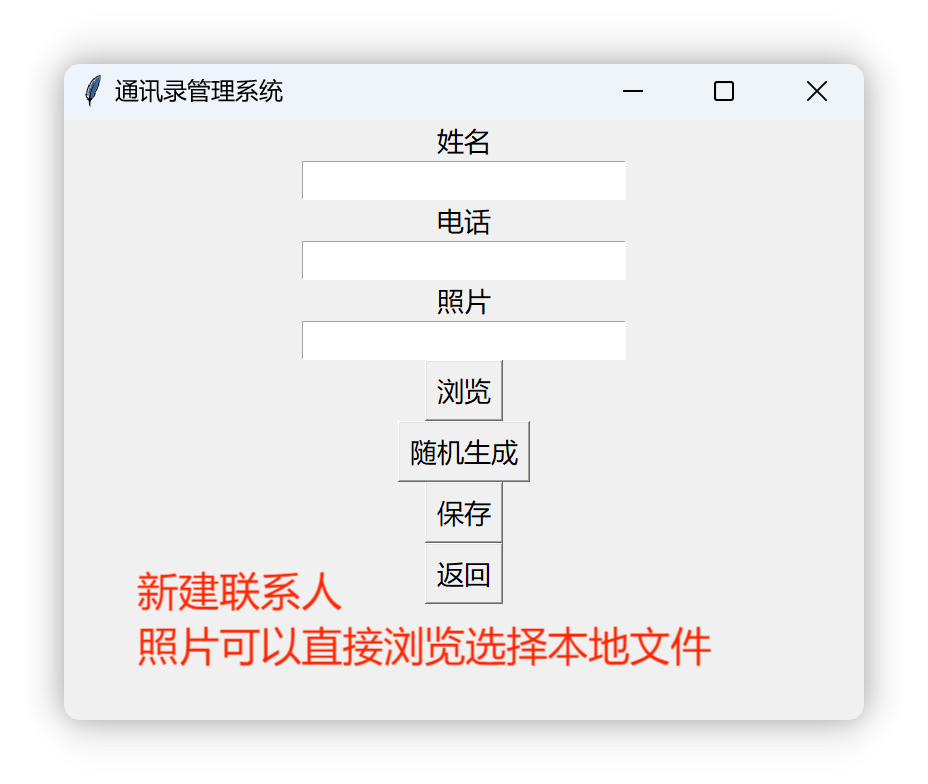 通讯录管理系统
姓名
电话
照片
浏览
随机生成
保存
返回
新建联系人
照片可以直接浏览选择本地文件